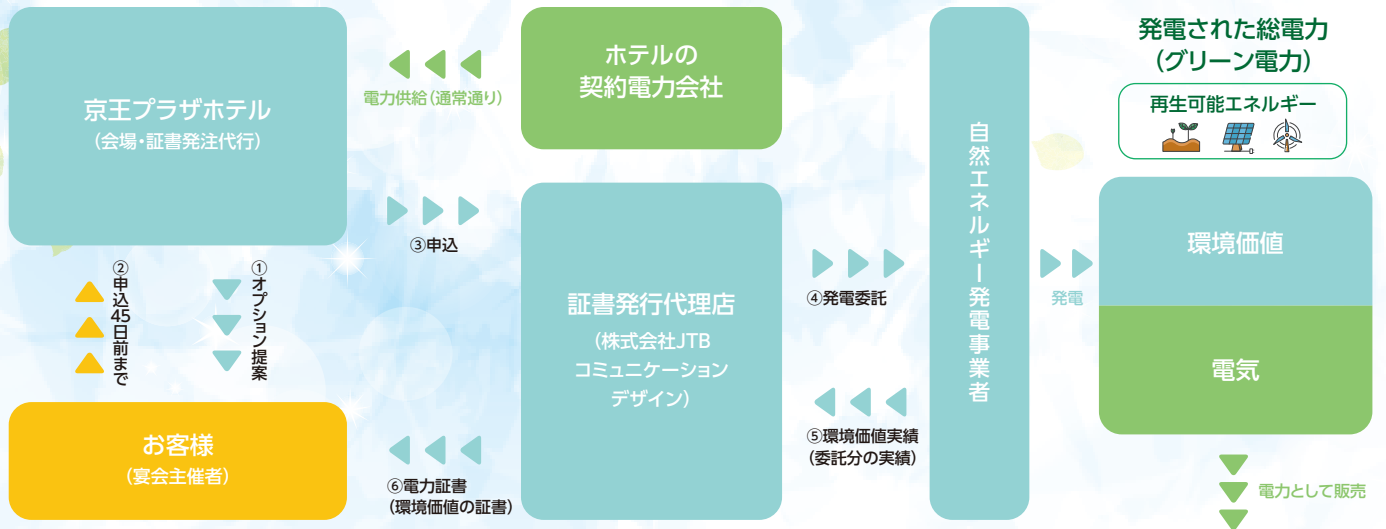 京王プラザホテル
(会場・証書発注代行)
電力供給(通常通り)
ホテルの
契約電力会社
③申込
①オプション提案
②申込45日前まで
お客様
(宴会主催者)
証書発行代理店
(株式会社JTB
コミュニケーション
デザイン)
④発電委託
⑤環境価値実績
(委託分の実績)
⑥電力証書
(環境価値の証書)
自然エネルギー発電事業者
発電
発電された総電力
(グリーン電力)
再生可能エネルギー
環境価値
電気
電力として販売